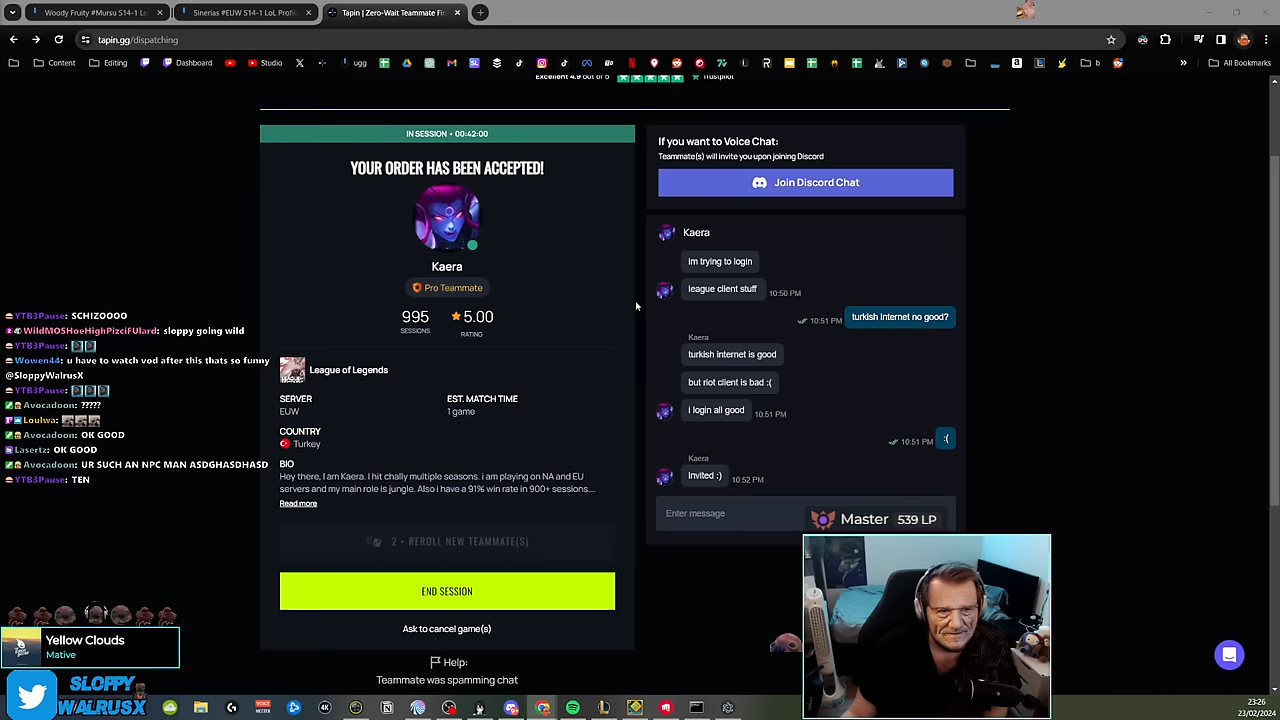 Woody Fruity #Mursu S14-1 L
Sinerias #EUW S14-1 LoL Profil
Tapin | Zero-Wait Teammate Fi
tapin.gg/dispatching
Content
Editing
Dashboard
Studio
ugg
b
All Bookmarks
Excellent 4.9 out of 5
Trustpilot
IN SESSION • 00:42:00
YOUR ORDER HAS BEEN ACCEPTED!
Kaera
Pro Teammate
995
SESSIONS
5.00
RATING
League of Legends
SERVER
EUW
EST. MATCH TIME
1 game
COUNTRY
Turkey
BIO
Hey there, I am Kaera. I hit chally multiple seasons. i am playing on NA and EU
servers and my main role is jungle. Also i have a 91% win rate in 900+ sessions....
Read more
2 • REROLL NEW TEAMMATE(S)
END SESSION
Ask to cancel game(s)
Help:
Teammate was spamming chat
If you want to Voice Chat:
Teammate(s) will invite you upon joining Discord
Join Discord Chat
Kaera
Im trying to login
league client stuff
10:50 PM
10:51 PM
turkish internet no good?
Kaera
turkish internet is good
but riot client is bad :(
i login all good
10:51 PM
10:51 PM
:(
Kaera
Invited :)
10:52 PM
Enter message
Master 539 LP
YTB3Pause: SCHIZOOOO
WildMOSHoeHighPizciFUlard: sloppy going wild
YTB3Pause:
Wowen44: u have to watch vod after this thats so funny
@SloppyWalrusX
YTB3Pause:
Avocadoon: ?????
Loulwa:
Avocadoon: OK GOOD
Lasertz: OK GOOD
Avocadoon: UR SUCH AN NPC MAN ASDGHASDHASD
YTB3Pause: TEN
Yellow Clouds
Mative
SLOPPY
WALRUSX
VOICE
MEETER
4K
23:26
23/02/2024